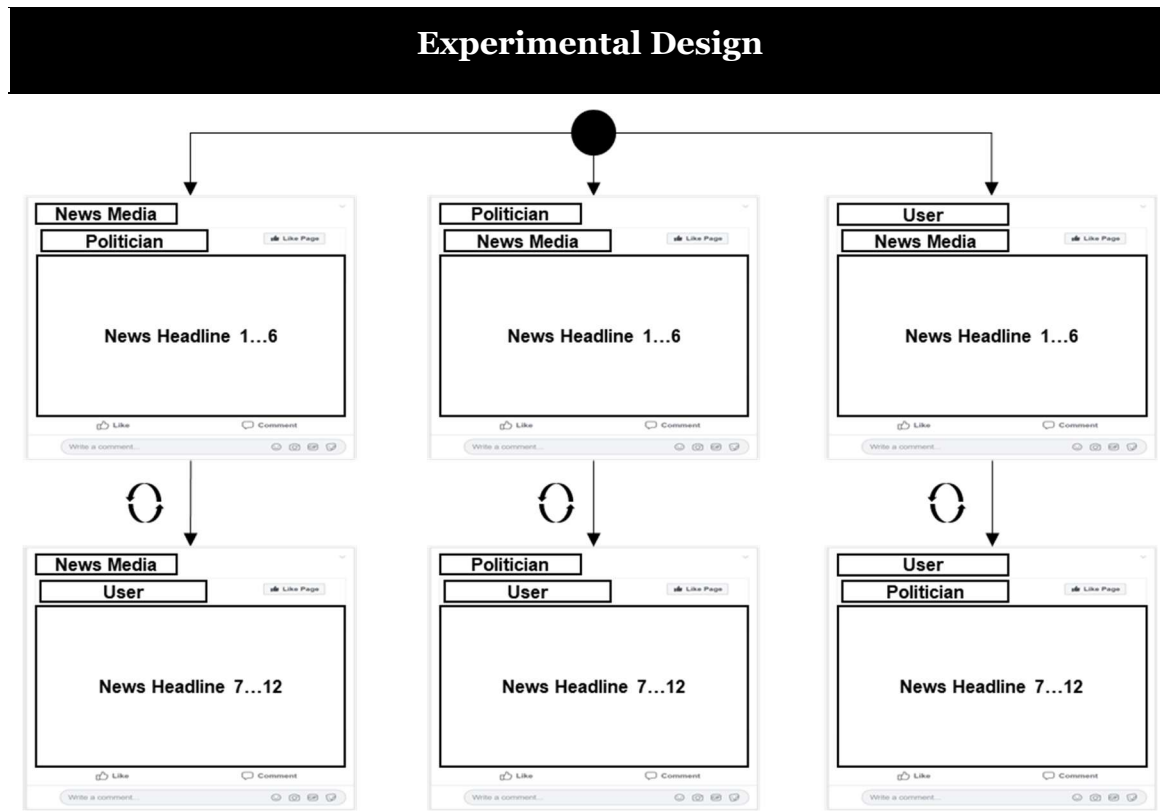 Experimental Design
News Media
Politician
Like Page
News Headline 1...6
Like
Comment
Write a comment...
Politician
News Media
Like Page
News Headline 1...6
Like
Comment
Write a comment...
User
News Media
Like Page
News Headline 1...6
Like
Comment
Write a comment...
News Media
User
Like Page
News Headline 7...12
Like
Comment
Write a comment...
Politician
User
Like Page
News Headline 7...12
Like
Comment
Write a comment...
User
Politician
Like Page
News Headline 7...12
Like
Comment
Write a comment...